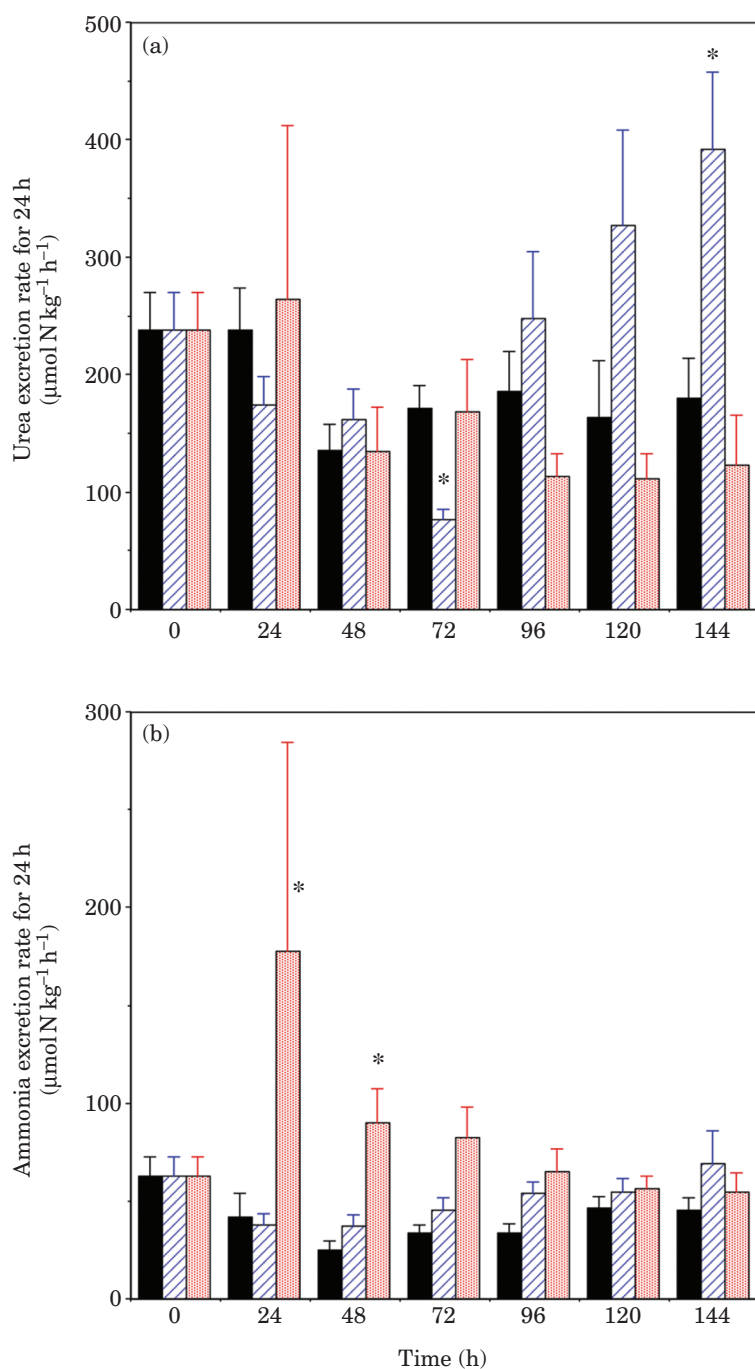 (a)
Urea excretion rate for 24 h
(μmol N kg⁻¹ h⁻¹)
500
400
300
200
100
0
*
*
0 24 48 72 96 120 144
(b)
Ammonia excretion rate for 24 h
(μmol N kg⁻¹ h⁻¹)
300
200
100
0
*
*
0 24 48 72 96 120 144
Time (h)